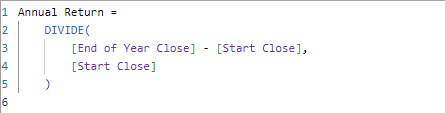 1 Annual Return =
2 DIVIDE(
3 [End of Year Close] - [Start Close],
4 [Start Close]
5 )
6